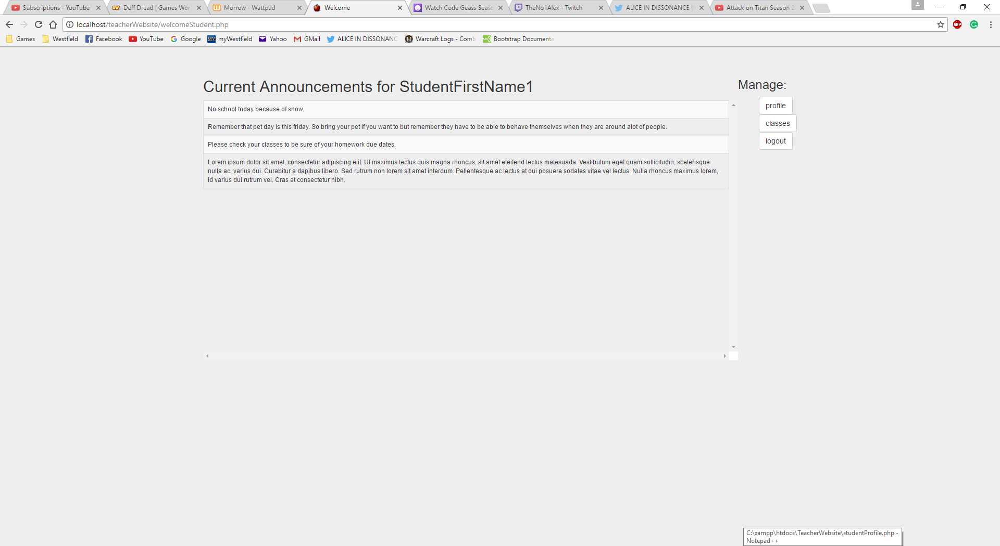 Subscriptions - YouTube
Deff Dread | Games Wor
Morrow - Wattpad
Welcome
Watch Code Geass Seas
TheNo1Alex - Twitch
ALICE IN DISSONANCE (
Attack on Titan Season 2
localhost/teacherWebsite/welcomeStudent.php
ABP
Games
Westfield
Facebook
YouTube
Google
MY
myWestfield
Yahoo
GMail
ALICE IN DISSONANC
Warcraft Logs - Comb
w3
Bootstrap Documenta
Current Announcements for StudentFirstName1
No school today because of snow.
Remember that pet day is this friday. So bring your pet if you want to but remember they have to be able to behave themselves when they are around alot of people.
Please check your classes to be sure of your homework due dates.
Lorem ipsum dolor sit amet, consectetur adipiscing elit. Ut maximus lectus quis magna rhoncus, sit amet eleifend lectus malesuada. Vestibulum eget quam sollicitudin, scelerisque
nulla ac, varius dui. Curabitur a dapibus libero. Sed rutrum non lorem sit amet interdum. Pellentesque ac lectus at dui posuere sodales vitae vel lectus. Nulla rhoncus maximus lorem,
id varius dui rutrum vel. Cras at consectetur nibh.
Manage:
profile
classes
logout
C:\xampp\htdocs\TeacherWebsite\studentProfile.php -
Notepad++